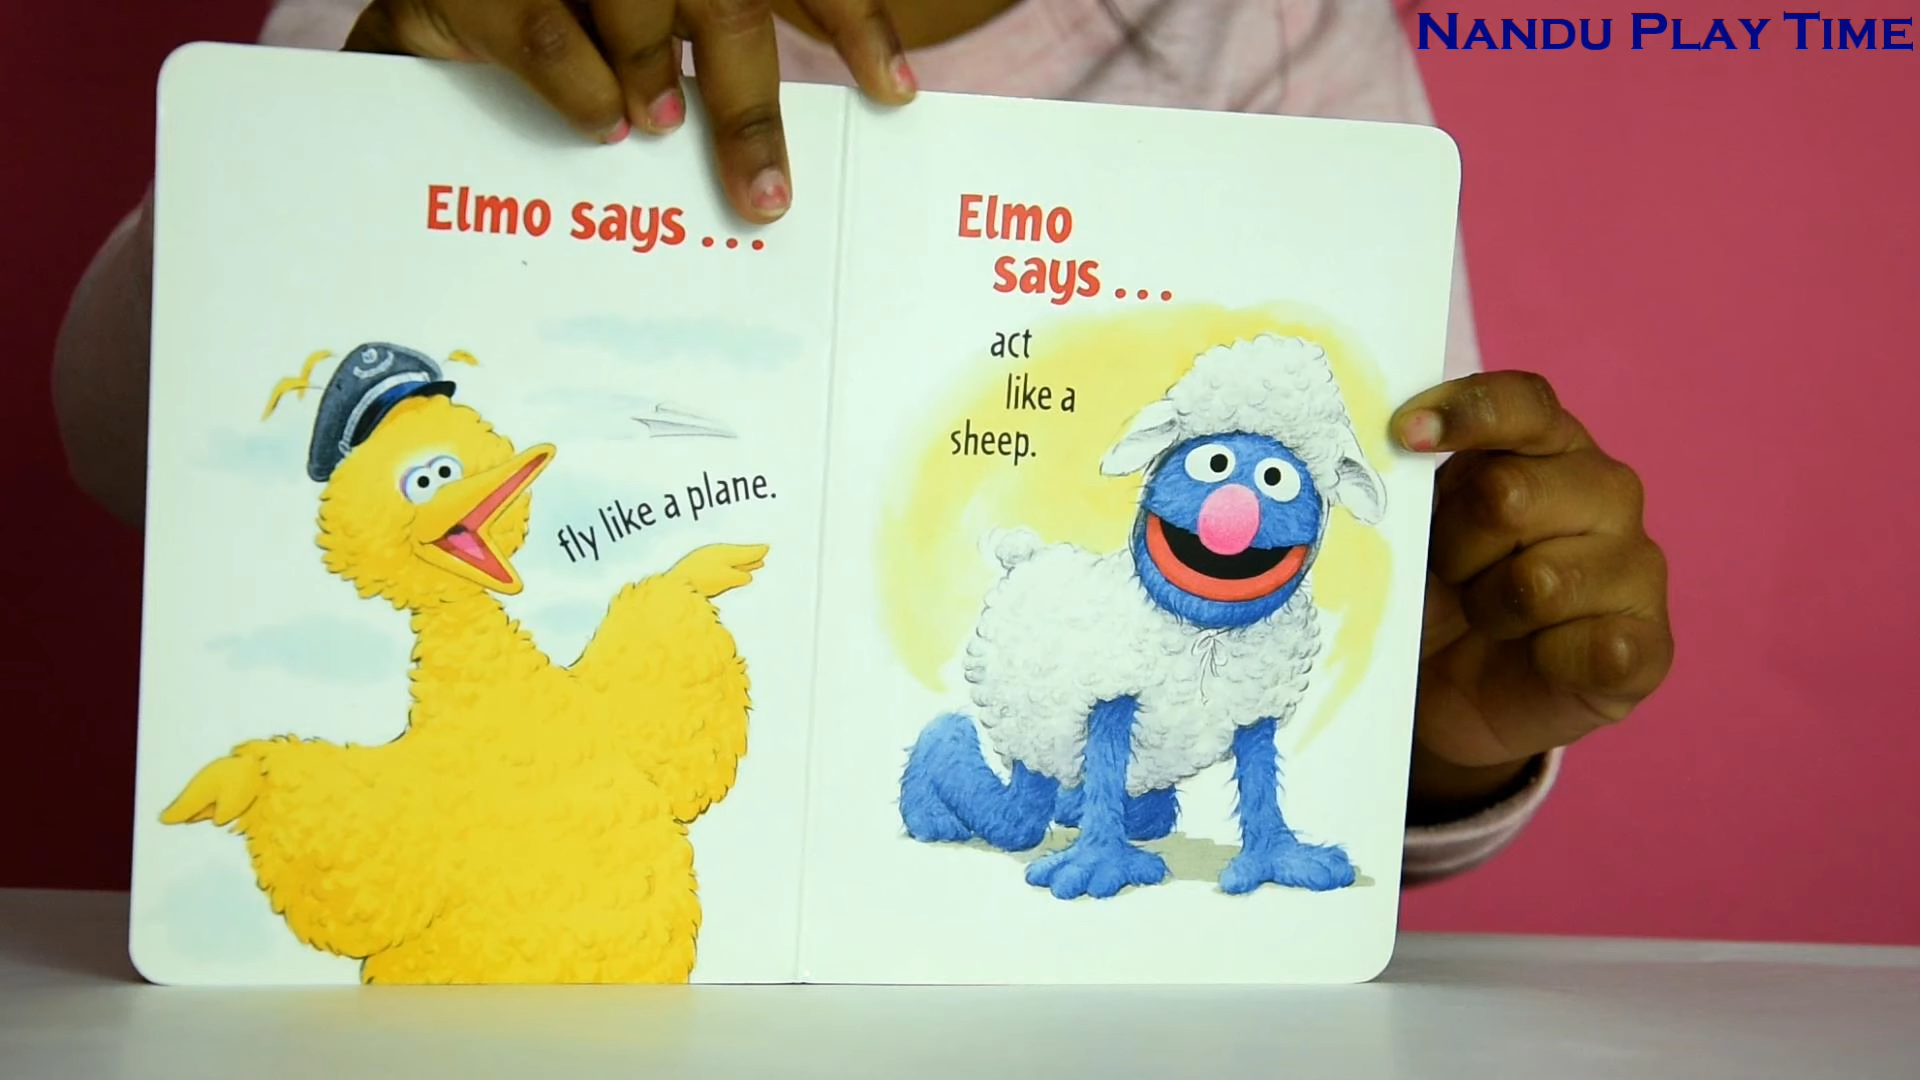 Nandu Play Time
Elmo says...
fly like a plane.
Elmo
says...
act
like a
sheep.